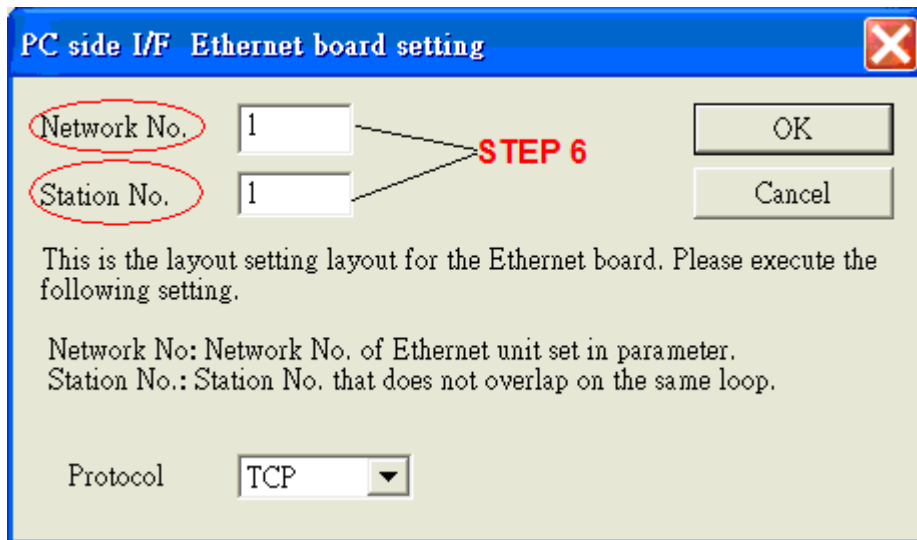 PC side I/F Ethernet board setting
Network No. 1
OK
STEP 6
Station No. 1
Cancel
This is the layout setting layout for the Ethernet board. Please execute the
following setting.
Network No: Network No. of Ethernet unit set in parameter.
Station No.: Station No. that does not overlap on the same loop.
Protocol TCP